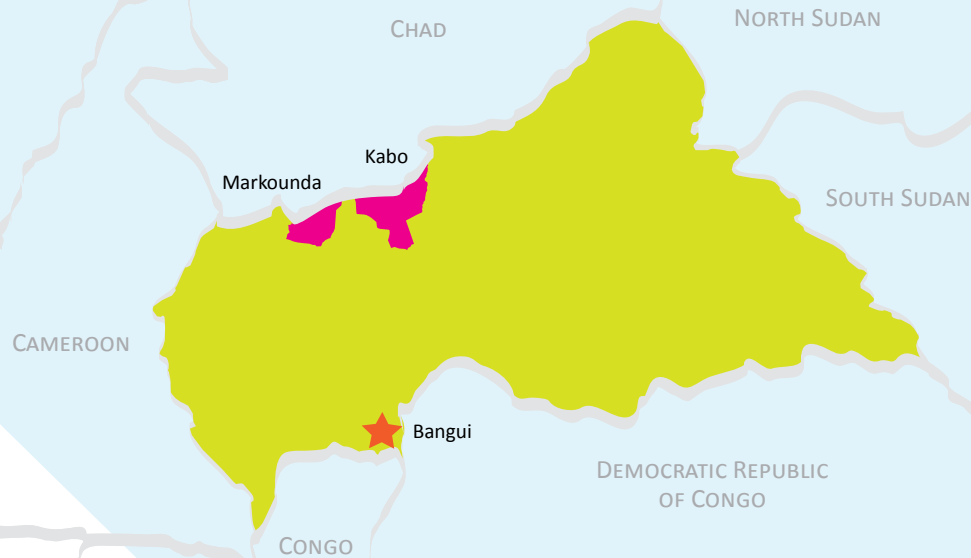 CHAD
NORTH SUDAN
Kabo
Markounda
SOUTH SUDAN
CAMEROON
Bangui
DEMOCRATIC REPUBLIC
OF CONGO
CONGO